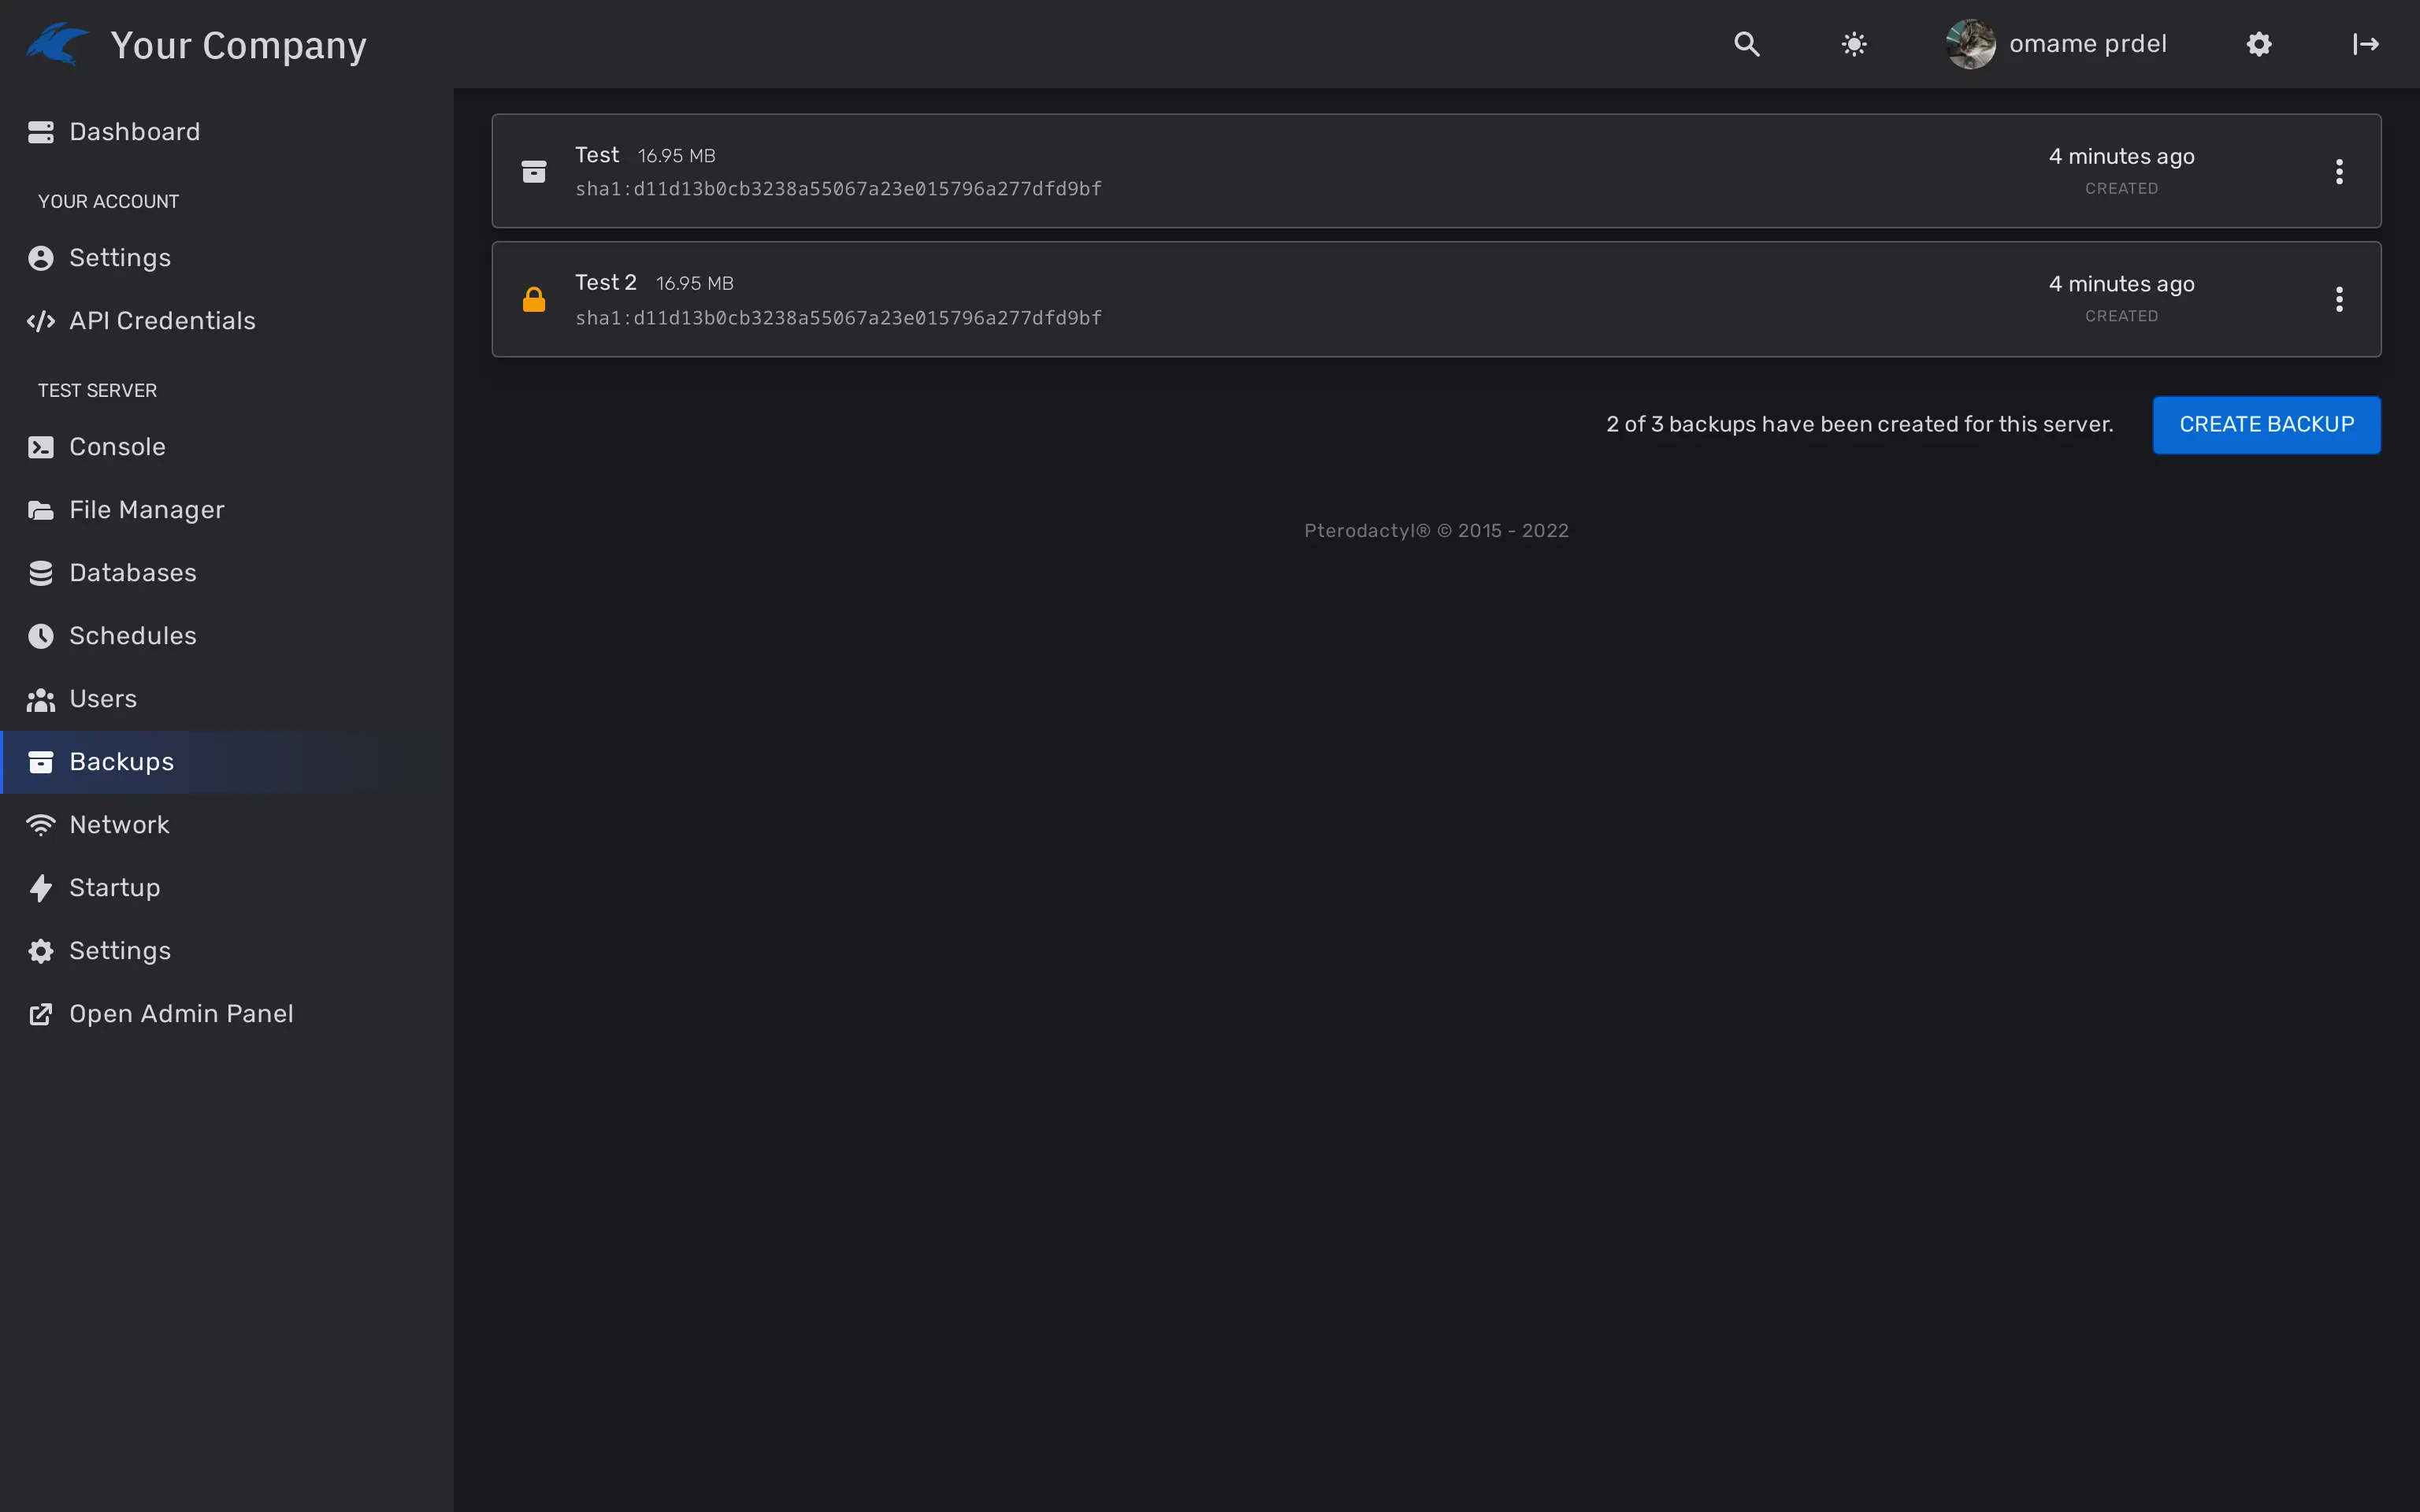 Your Company
omame prdel
Dashboard
YOUR ACCOUNT
Settings
API Credentials
TEST SERVER
Console
File Manager
Databases
Schedules
Users
Backups
Network
Startup
Settings
Open Admin Panel
Test 16.95 MB
sha1:d11d13b0cb3238a55067a23e015796a277dfd9bf
4 minutes ago
CREATED
Test 2 16.95 MB
sha1:d11d13b0cb3238a55067a23e015796a277dfd9bf
4 minutes ago
CREATED
2 of 3 backups have been created for this server.
CREATE BACKUP
Pterodactyl® © 2015 - 2022